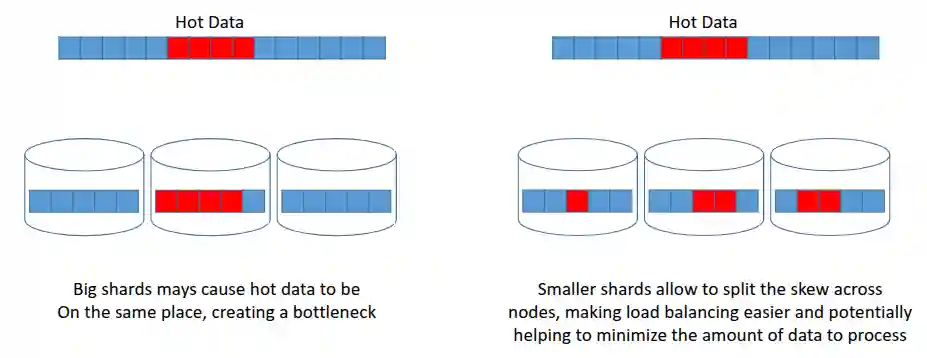 Hot Data
Hot Data
Big shards mays cause hot data to be
On the same place, creating a bottleneck
Smaller shards allow to split the skew across
nodes, making load balancing easier and potentially
helping to minimize the amount of data to process